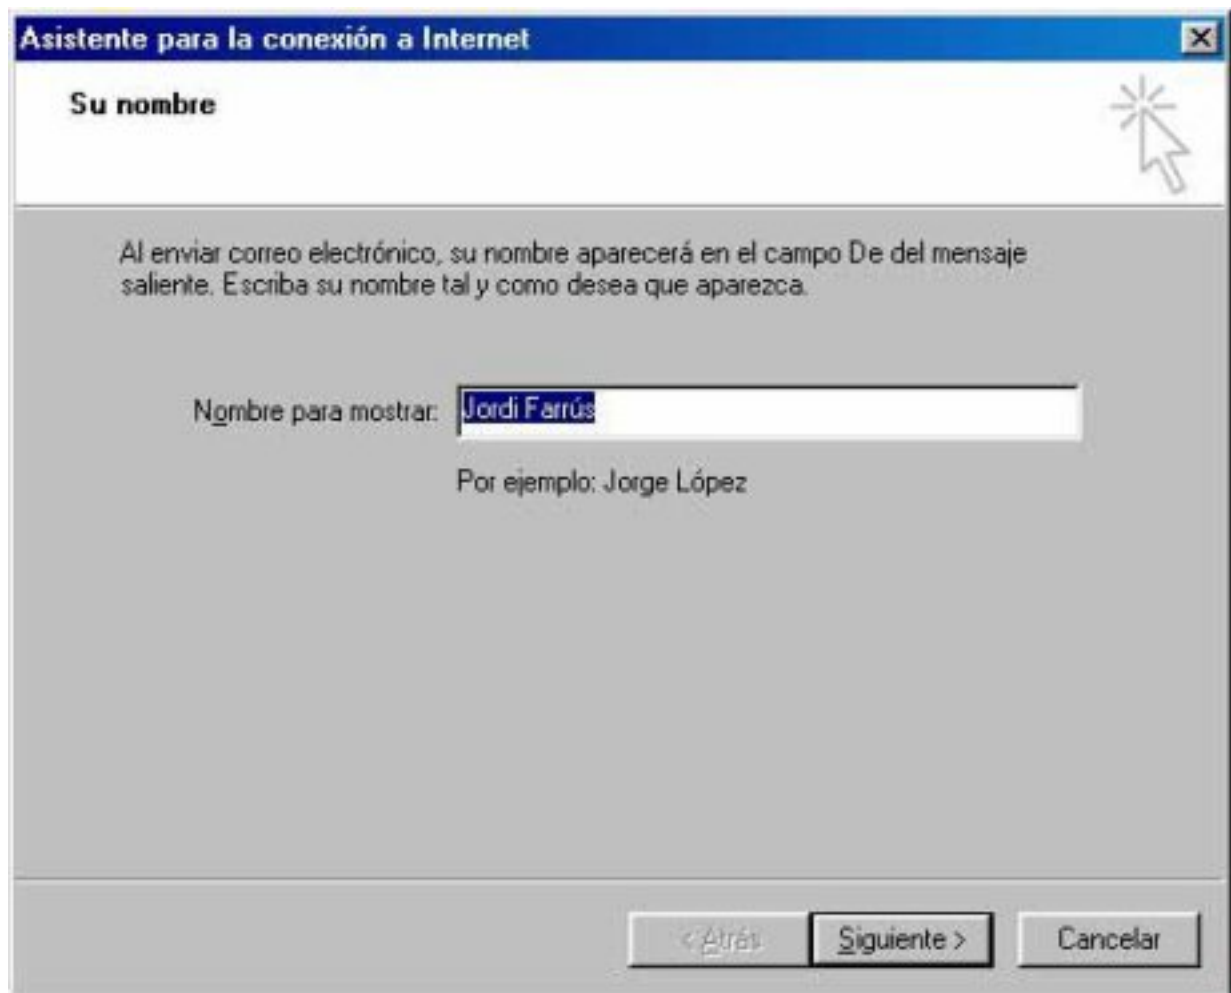 Asistente para la conexión a Internet
Su nombre
Al enviar correo electrónico, su nombre aparecerá en el campo De del mensaje
saliente. Escriba su nombre tal y como desea que aparezca.
Nombre para mostrar: Jordi Farrús
Por ejemplo: Jorge López
< Atrás Siguiente > Cancelar